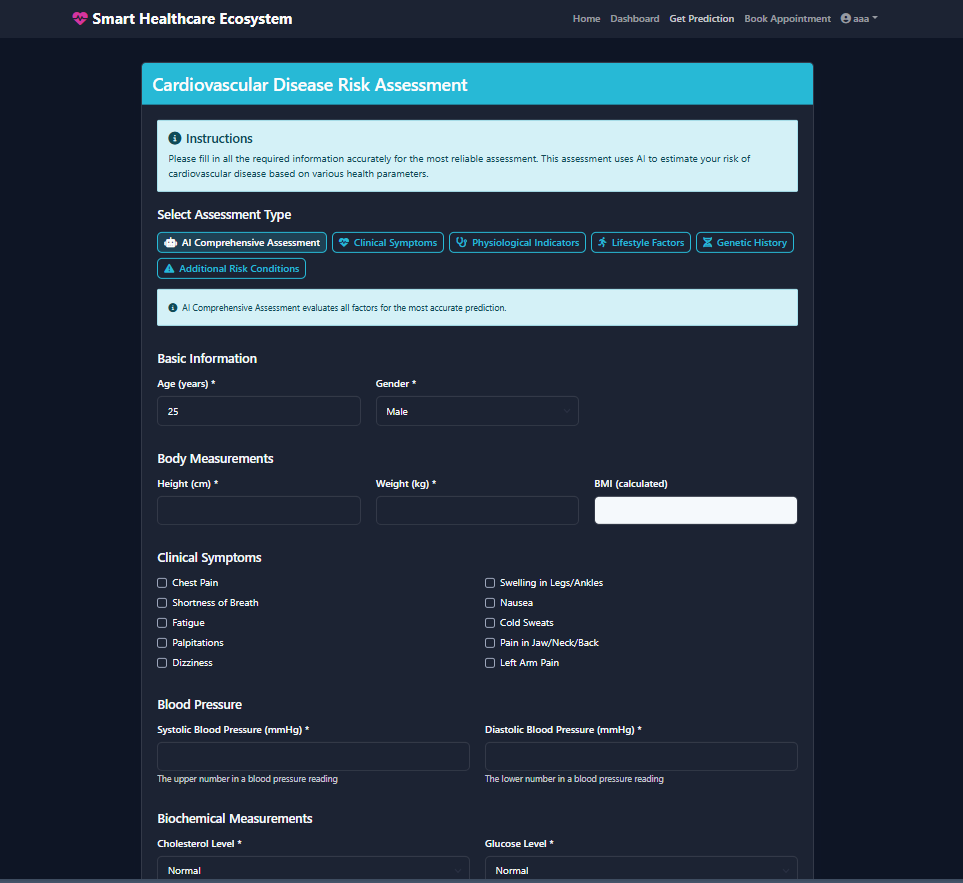 Smart Healthcare Ecosystem
Home Dashboard Get Prediction Book Appointment aaa
Cardiovascular Disease Risk Assessment
Instructions
Please fill in all the required information accurately for the most reliable assessment. This assessment uses AI to estimate your risk of
cardiovascular disease based on various health parameters.
Select Assessment Type
AI Comprehensive Assessment Clinical Symptoms Physiological Indicators Lifestyle Factors Genetic History
Additional Risk Conditions
AI Comprehensive Assessment evaluates all factors for the most accurate prediction.
Basic Information
Age (years) * Gender *
25 Male
Body Measurements
Height (cm) * Weight (kg) * BMI (calculated)
Clinical Symptoms
Chest Pain Swelling in Legs/Ankles
Shortness of Breath Nausea
Fatigue Cold Sweats
Palpitations Pain in Jaw/Neck/Back
Dizziness Left Arm Pain
Blood Pressure
Systolic Blood Pressure (mmHg) * Diastolic Blood Pressure (mmHg) *
The upper number in a blood pressure reading The lower number in a blood pressure reading
Biochemical Measurements
Cholesterol Level * Glucose Level *
Normal Normal